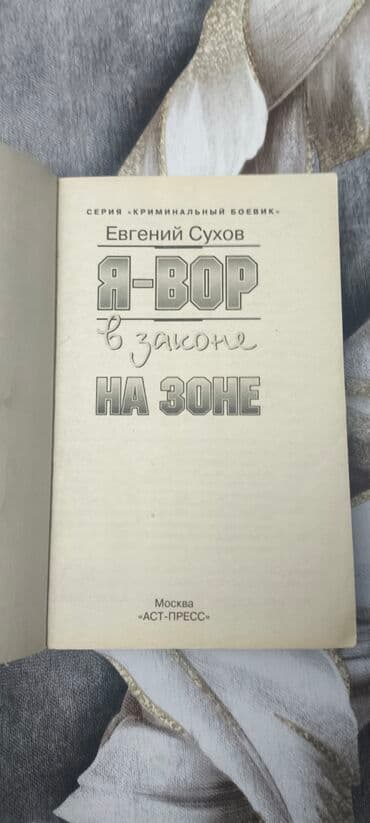 СЕРИЯ «КРИМИНАЛЬНЫЙ БОЕВИК»
Евгений Сухов
Я-ВОР
в законе
НА ЗОНЕ
Москва
«АСТ-ПРЕСС»